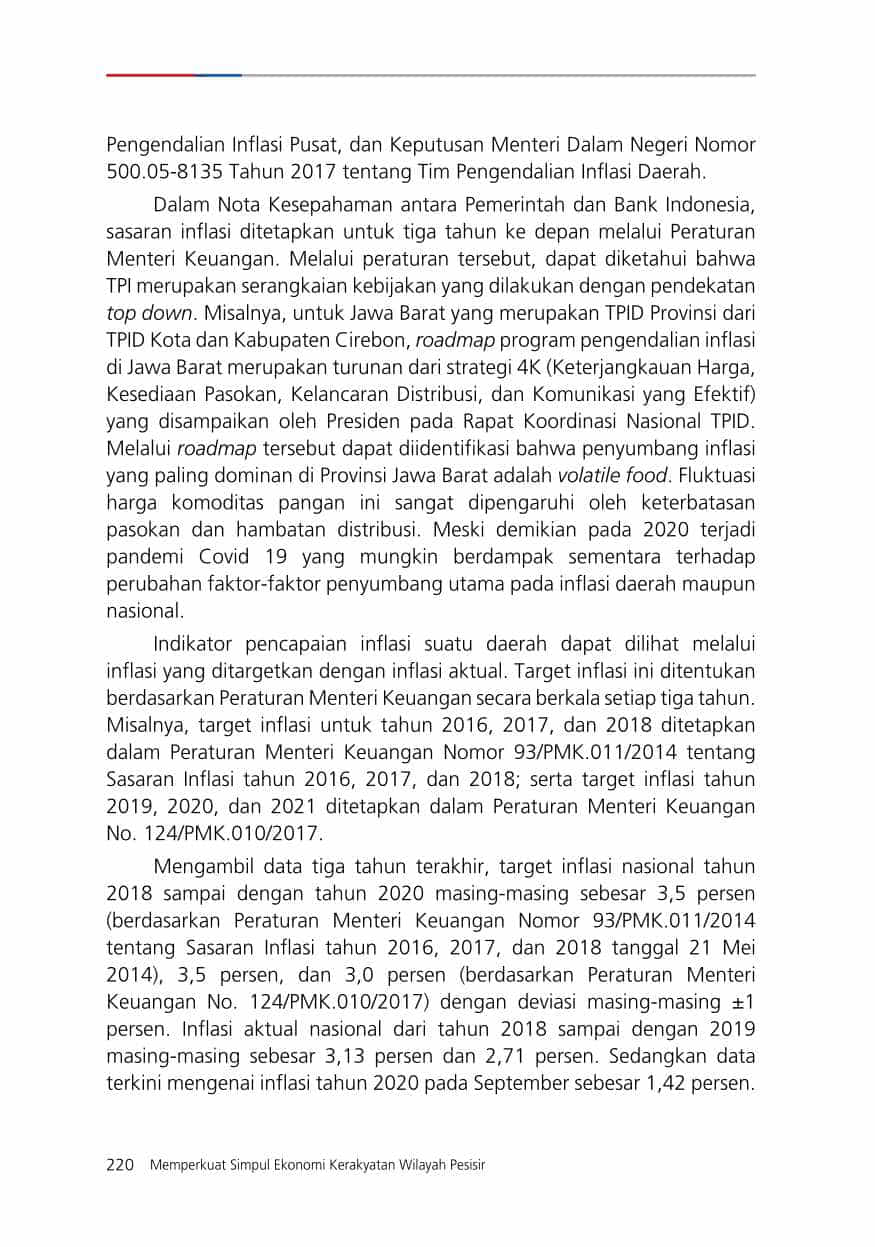 Pengendalian Inflasi Pusat, dan Keputusan Menteri Dalam Negeri Nomor
500.05-8135 Tahun 2017 tentang Tim Pengendalian Inflasi Daerah.
Dalam Nota Kesepahaman antara Pemerintah dan Bank Indonesia,
sasaran inflasi ditetapkan untuk tiga tahun ke depan melalui Peraturan
Menteri Keuangan. Melalui peraturan tersebut, dapat diketahui bahwa
TPI merupakan serangkaian kebijakan yang dilakukan dengan pendekatan
top down. Misalnya, untuk Jawa Barat yang merupakan TPID Provinsi dari
TPID Kota dan Kabupaten Cirebon, roadmap program pengendalian inflasi
di Jawa Barat merupakan turunan dari strategi 4K (Keterjangkauan Harga,
Kesediaan Pasokan, Kelancaran Distribusi, dan Komunikasi yang Efektif)
yang disampaikan oleh Presiden pada Rapat Koordinasi Nasional TPID.
Melalui roadmap tersebut dapat diidentifikasi bahwa penyumbang inflasi
yang paling dominan di Provinsi Jawa Barat adalah volatile food. Fluktuasi
harga komoditas pangan ini sangat dipengaruhi oleh keterbatasan
pasokan dan hambatan distribusi. Meski demikian pada 2020 terjadi
pandemi Covid 19 yang mungkin berdampak sementara terhadap
perubahan faktor-faktor penyumbang utama pada inflasi daerah maupun
nasional.
Indikator pencapaian inflasi suatu daerah dapat dilihat melalui
inflasi yang ditargetkan dengan inflasi aktual. Target inflasi ini ditentukan
berdasarkan Peraturan Menteri Keuangan secara berkala setiap tiga tahun.
Misalnya, target inflasi untuk tahun 2016, 2017, dan 2018 ditetapkan
dalam Peraturan Menteri Keuangan Nomor 93/PMK.011/2014 tentang
Sasaran Inflasi tahun 2016, 2017, dan 2018; serta target inflasi tahun
2019, 2020, dan 2021 ditetapkan dalam Peraturan Menteri Keuangan
No. 124/PMK.010/2017.
Mengambil data tiga tahun terakhir, target inflasi nasional tahun
2018 sampai dengan tahun 2020 masing-masing sebesar 3,5 persen
(berdasarkan Peraturan Menteri Keuangan Nomor 93/PMK.011/2014
tentang Sasaran Inflasi tahun 2016, 2017, dan 2018 tanggal 21 Mei
2014), 3,5 persen, dan 3,0 persen (berdasarkan Peraturan Menteri
Keuangan No. 124/PMK.010/2017) dengan deviasi masing-masing ±1
persen. Inflasi aktual nasional dari tahun 2018 sampai dengan 2019
masing-masing sebesar 3,13 persen dan 2,71 persen. Sedangkan data
terkini mengenai inflasi tahun 2020 pada September sebesar 1,42 persen.
220 Memperkuat Simpul Ekonomi Kerakyatan Wilayah Pesisir